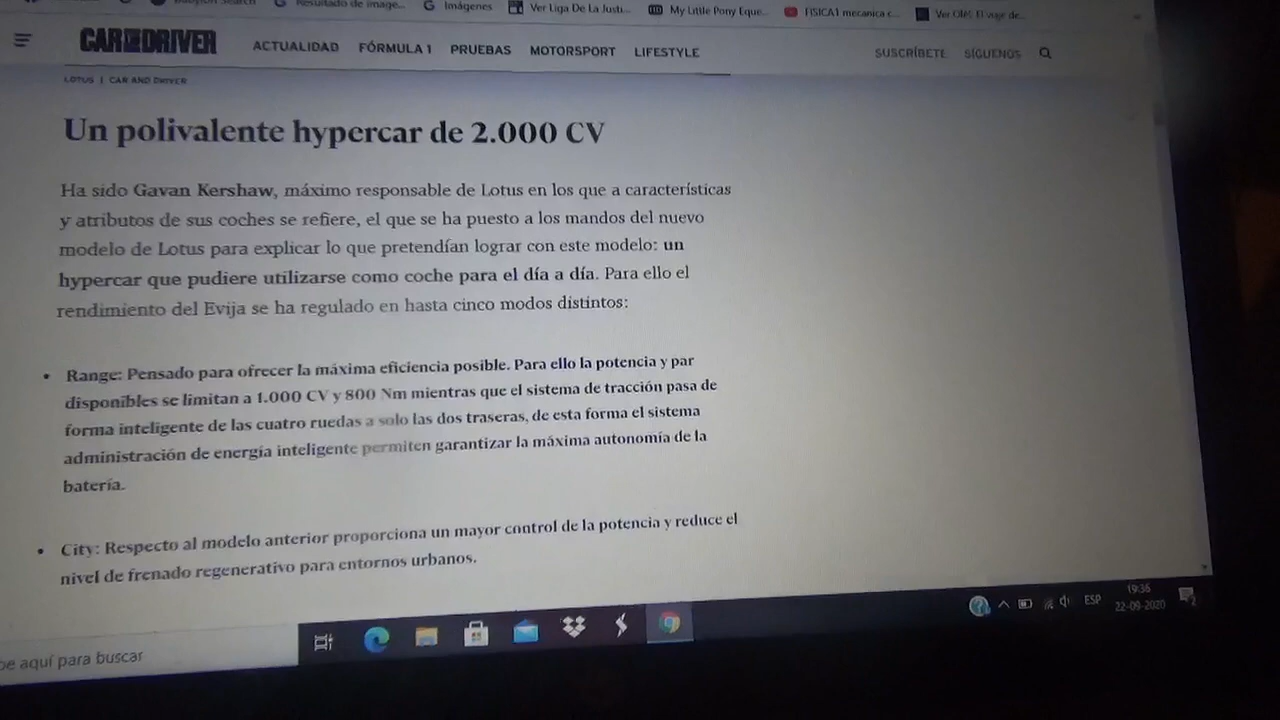 Resultado de image...
Imágenes
Ver Liga De La Justi...
My Little Pony Eque...
FISICA1 mecanica c...
CAR AND DRIVER
ACTUALIDAD FÓRMULA 1 PRUEBAS MOTORSPORT LIFESTYLE
SUSCRÍBETE SÍGUENOS
LOTUS | CAR AND DRIVER
Un polivalente hypercar de 2.000 CV
Ha sido Gavan Kershaw, máximo responsable de Lotus en los que a características
y atributos de sus coches se refiere, el que se ha puesto a los mandos del nuevo
modelo de Lotus para explicar lo que pretendían lograr con este modelo: un
hypercar que pudiere utilizarse como coche para el día a día. Para ello el
rendimiento del Evija se ha regulado en hasta cinco modos distintos:
• Range: Pensado para ofrecer la máxima eficiencia posible. Para ello la potencia y par
disponibles se limitan a 1.000 CV y 800 Nm mientras que el sistema de tracción pasa de
forma inteligente de las cuatro ruedas a solo las dos traseras, de esta forma el sistema
administración de energía inteligente permiten garantizar la máxima autonomía de la
batería.
• City: Respecto al modelo anterior proporciona un mayor control de la potencia y reduce el
nivel de frenado regenerativo para entornos urbanos.
be aquí para buscar
ESP
19:36
22-09-2020